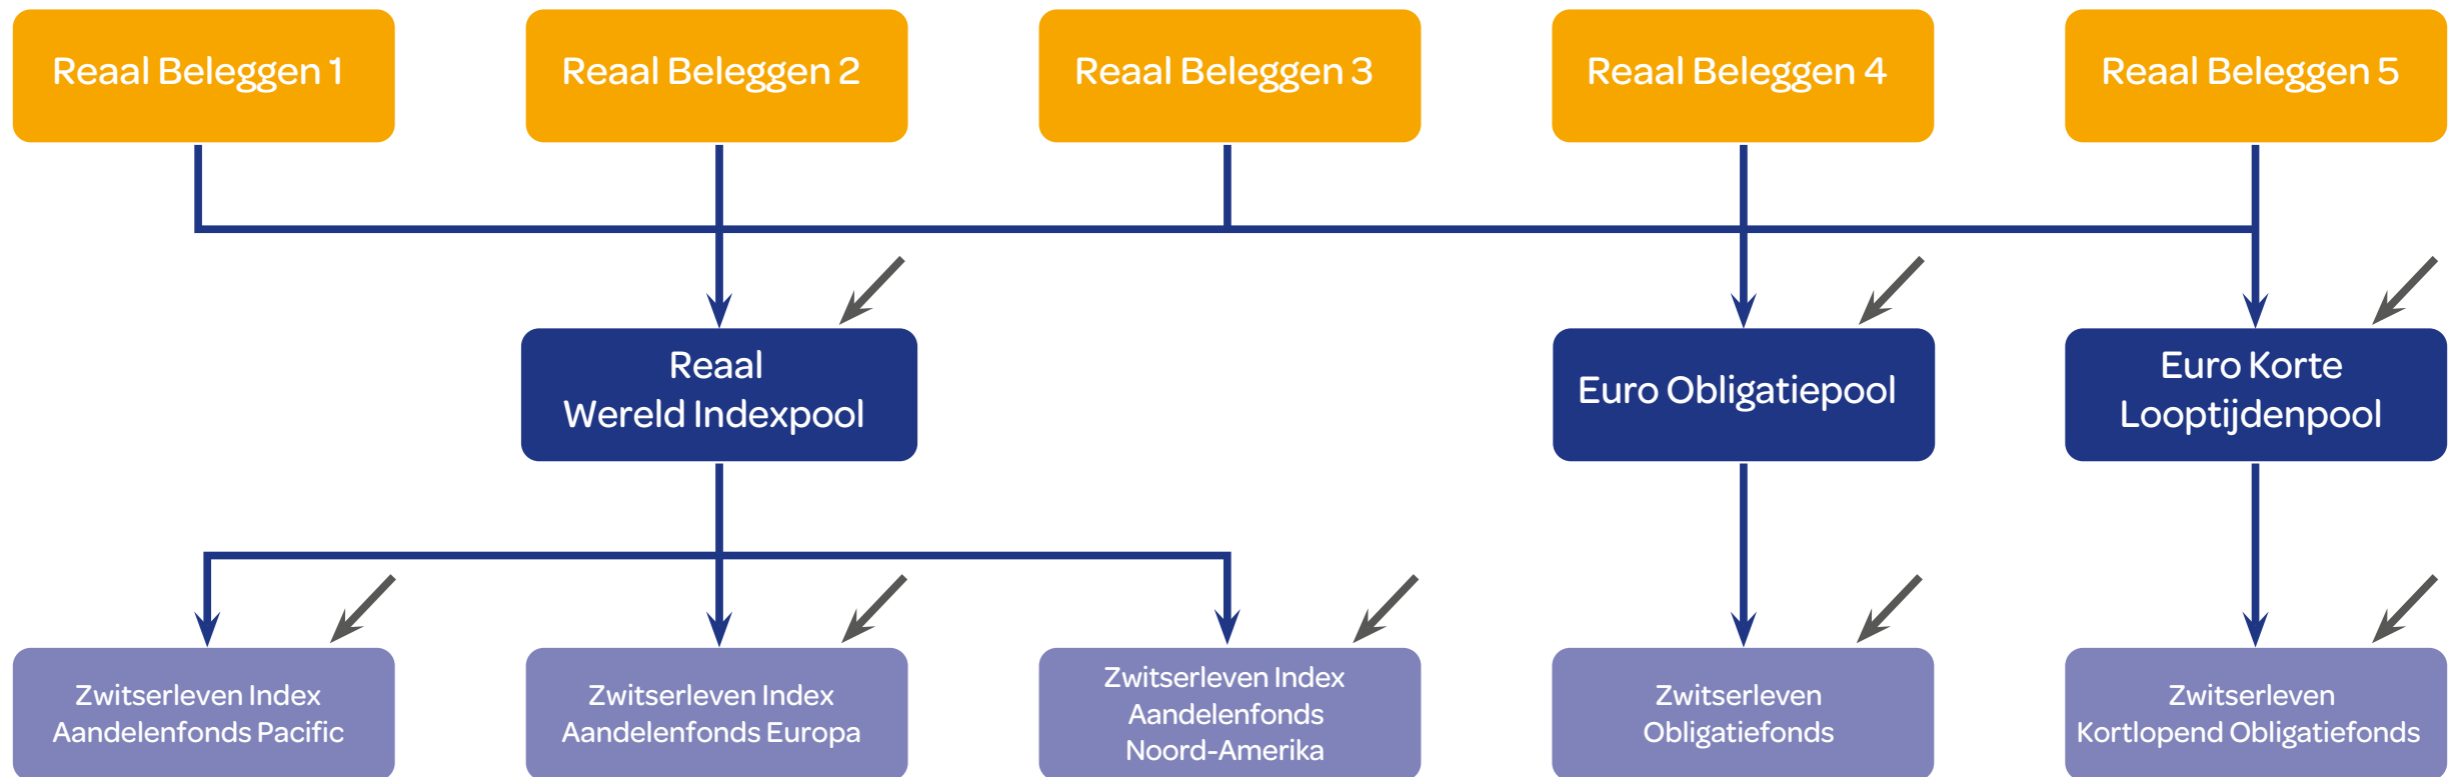 Reaal Beleggen 1
Reaal Beleggen 2
Reaal Beleggen 3
Reaal Beleggen 4
Reaal Beleggen 5
Reaal
Wereld Indexpool
Euro Obligatiepool
Euro Korte
Looptijdenpool
Zwitserleven Index
Aandelenfonds Pacific
Zwitserleven Index
Aandelenfonds Europa
Zwitserleven Index
Aandelenfonds
Noord-Amerika
Zwitserleven
Obligatiefonds
Zwitserleven
Kortlopend Obligatiefonds